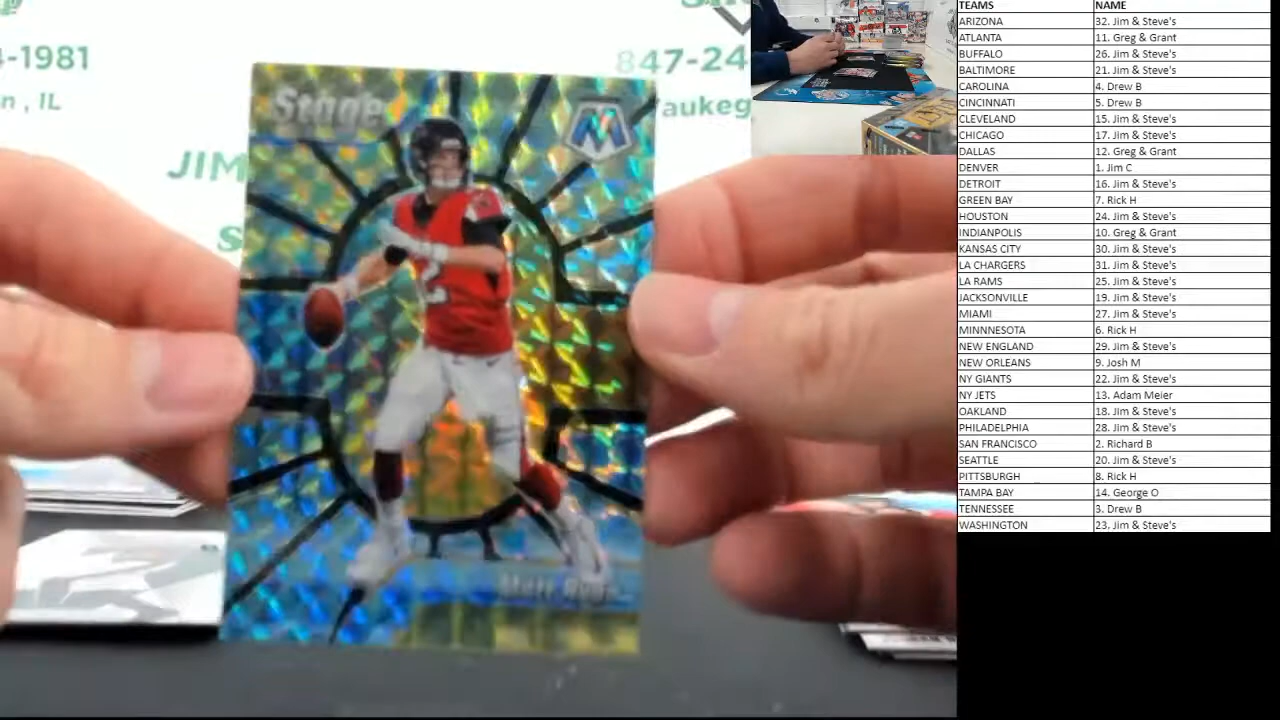 -1981
847-24
n , IL
Waukeg
JIM
S
Stage
M
2
Matt Ryan
TEAMS NAME
ARIZONA 32. Jim & Steve's
ATLANTA 11. Greg & Grant
BUFFALO 26. Jim & Steve's
BALTIMORE 21. Jim & Steve's
CAROLINA 4. Drew B
CINCINNATI 5. Drew B
CLEVELAND 15. Jim & Steve's
CHICAGO 17. Jim & Steve's
DALLAS 12. Greg & Grant
DENVER 1. Jim C
DETROIT 16. Jim & Steve's
GREEN BAY 7. Rick H
HOUSTON 24. Jim & Steve's
INDIANPOLIS 10. Greg & Grant
KANSAS CITY 30. Jim & Steve's
LA CHARGERS 31. Jim & Steve's
LA RAMS 25. Jim & Steve's
JACKSONVILLE 19. Jim & Steve's
MIAMI 27. Jim & Steve's
MINNNESOTA 6. Rick H
NEW ENGLAND 29. Jim & Steve's
NEW ORLEANS 9. Josh M
NY GIANTS 22. Jim & Steve's
NY JETS 13. Adam Meier
OAKLAND 18. Jim & Steve's
PHILADELPHIA 28. Jim & Steve's
SAN FRANCISCO 2. Richard B
SEATTLE 20. Jim & Steve's
PITTSBURGH 8. Rick H
TAMPA BAY 14. George O
TENNESSEE 3. Drew B
WASHINGTON 23. Jim & Steve's